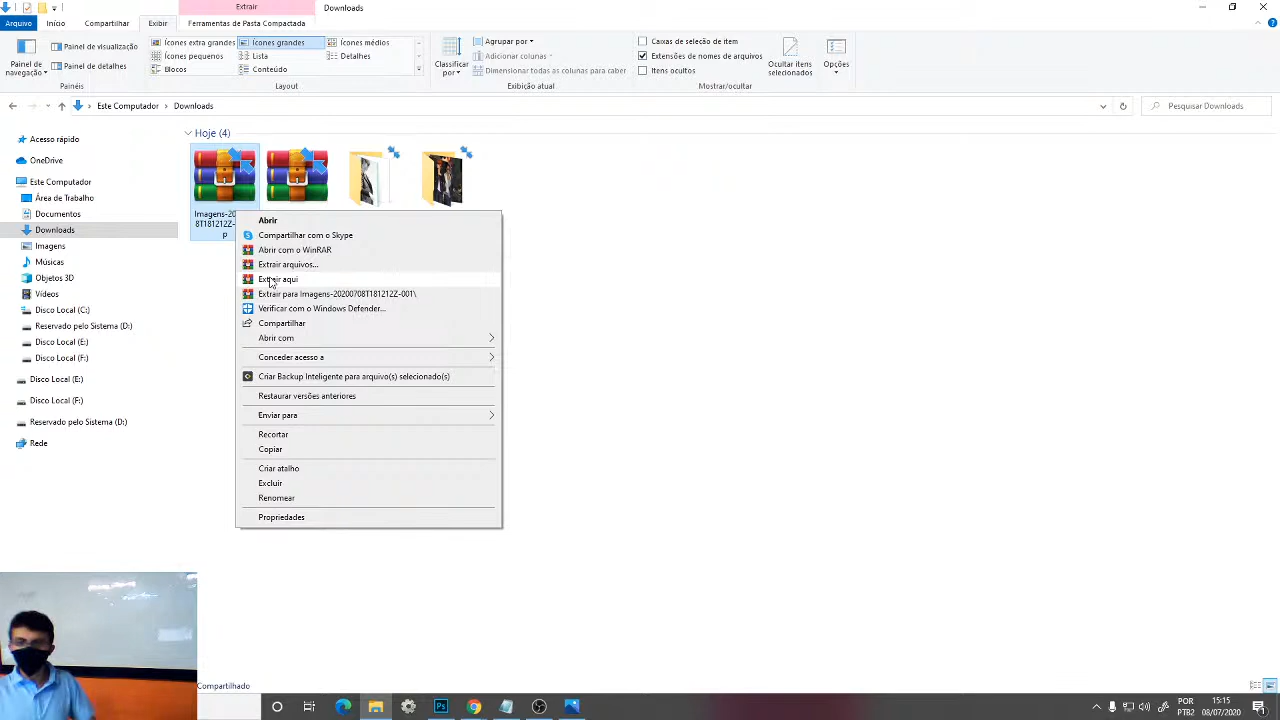 Extrair
Downloads
Arquivo
Início
Compartilhar
Exibir
Ferramentas de Pasta Compactada
Painel de navegação
Painel de visualização
Painel de detalhes
Painéis
Ícones extra grandes
Ícones grandes
Ícones médios
Ícones pequenos
Lista
Detalhes
Blocos
Conteúdo
Layout
Classificar por
Agrupar por
Adicionar colunas
Dimensionar todas as colunas para caber
Exibição atual
Caixas de seleção de item
Extensões de nomes de arquivos
Itens ocultos
Ocultar itens selecionados
Mostrar/ocultar
Opções
Este Computador
Downloads
Pesquisar Downloads
Acesso rápido
OneDrive
Este Computador
Área de Trabalho
Documentos
Downloads
Imagens
Músicas
Objetos 3D
Vídeos
Disco Local (C:)
Reservado pelo Sistema (D:)
Disco Local (E:)
Disco Local (F:)
Disco Local (E:)
Disco Local (F:)
Reservado pelo Sistema (D:)
Rede
Hoje (4)
Imagens-20
8T181212Z-
p
Abrir
Compartilhar com o Skype
Abrir com o WinRAR
Extrair arquivos...
Extrair aqui
Extrair para Imagens-20200708T181212Z-001\
Verificar com o Windows Defender...
Compartilhar
Abrir com
Conceder acesso a
Criar Backup Inteligente para arquivo(s) selecionado(s)
Restaurar versões anteriores
Enviar para
Recortar
Copiar
Criar atalho
Excluir
Renomear
Propriedades
Compartilhado
Ps
POR
PTB2
15:15
08/07/2020
1